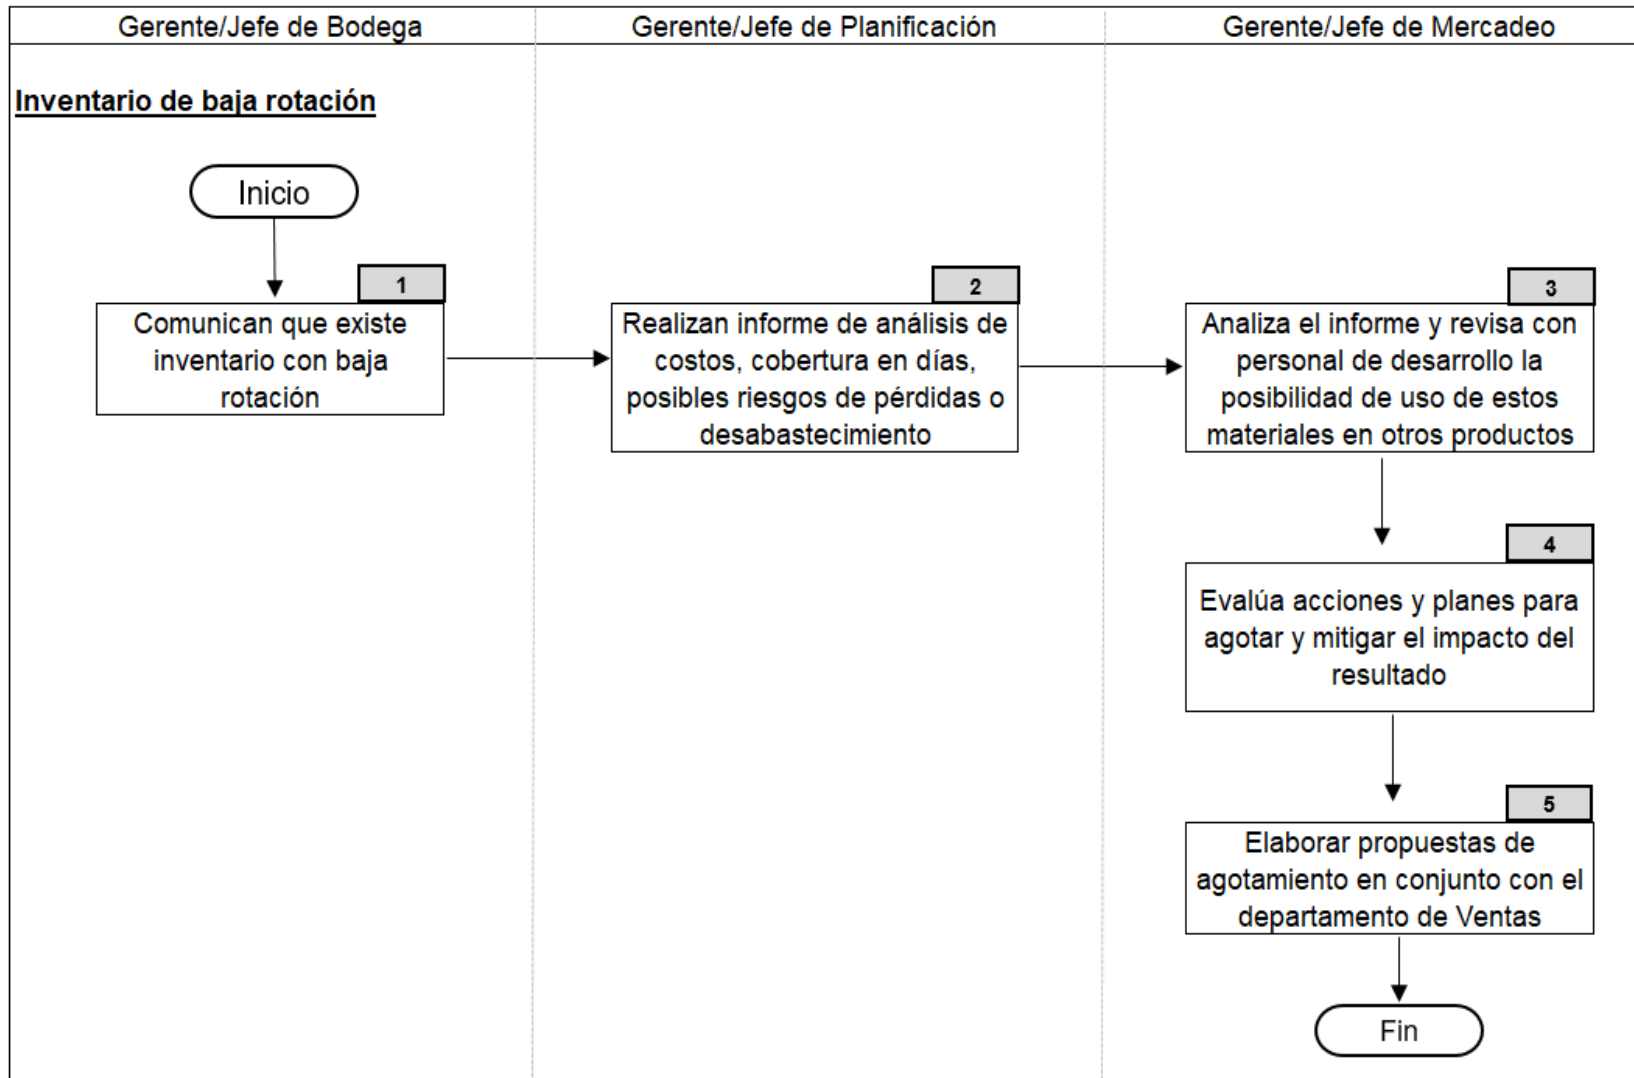 Gerente/Jefe de Bodega
Gerente/Jefe de Planificación
Gerente/Jefe de Mercadeo
Inventario de baja rotación
Inicio
1
Comunican que existe
inventario con baja
rotación
2
Realizan informe de análisis de
costos, cobertura en días,
posibles riesgos de pérdidas o
desabastecimiento
3
Analiza el informe y revisa con
personal de desarrollo la
posibilidad de uso de estos
materiales en otros productos
4
Evalúa acciones y planes para
agotar y mitigar el impacto del
resultado
5
Elaborar propuestas de
agotamiento en conjunto con el
departamento de Ventas
Fin